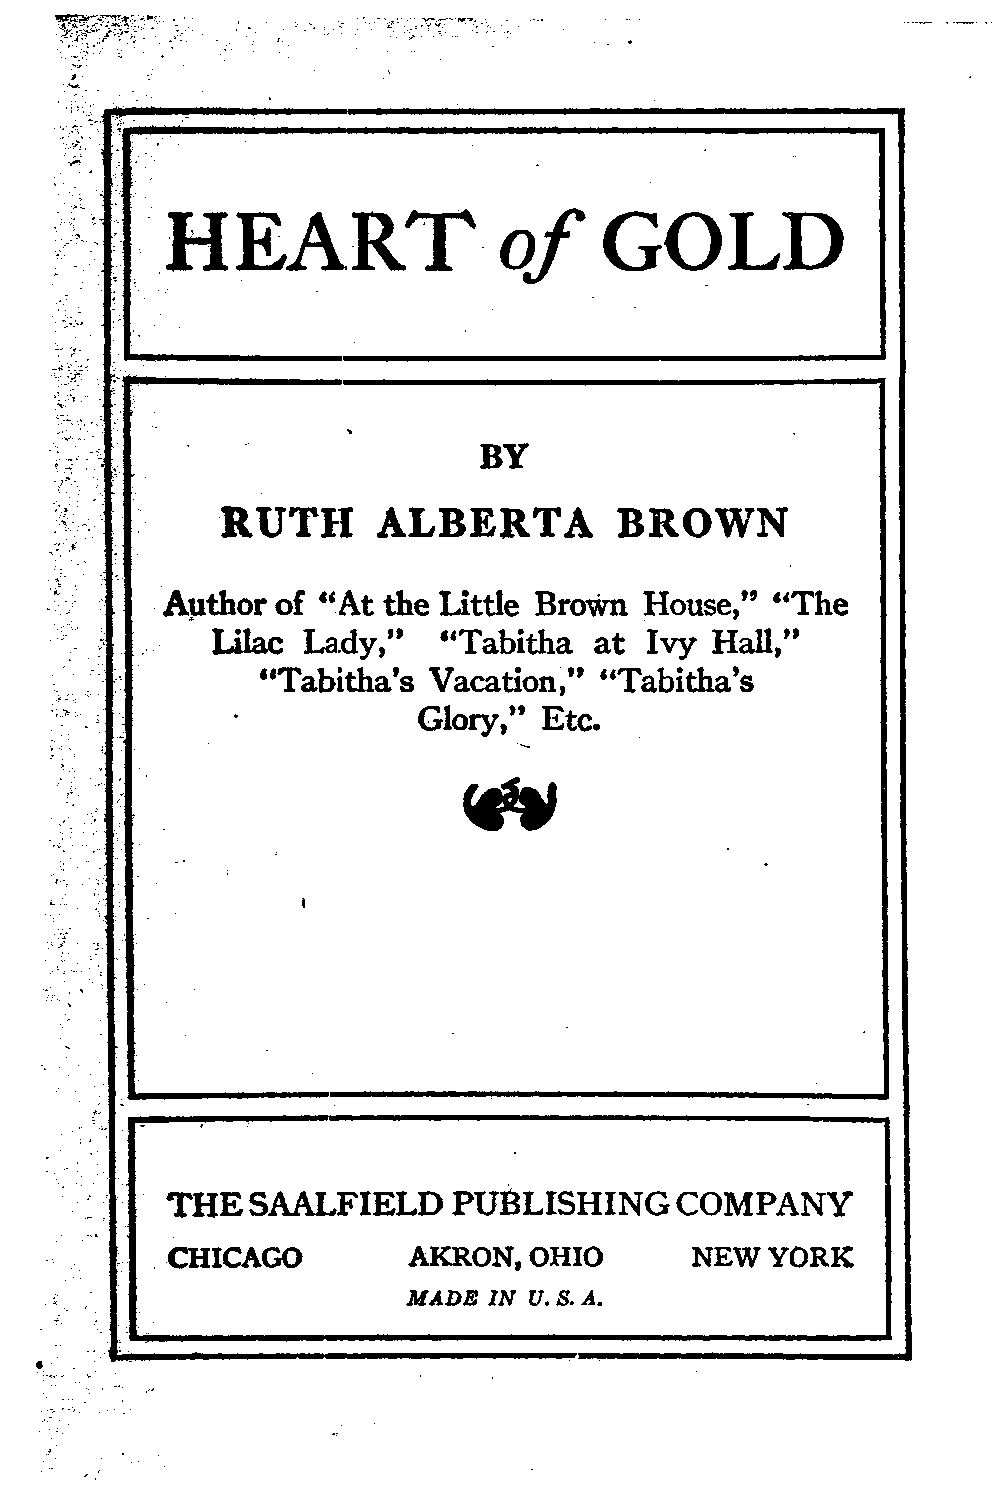 HEART of GOLD
BY
RUTH ALBERTA BROWN
Author of "At the Little Brown House," "The
Lilac Lady," "Tabitha at Ivy Hall,"
"Tabitha's Vacation," "Tabitha's
Glory," Etc.
THE SAALFIELD PUBLISHING COMPANY
CHICAGO AKRON, OHIO NEW YORK
MADE IN U. S. A.